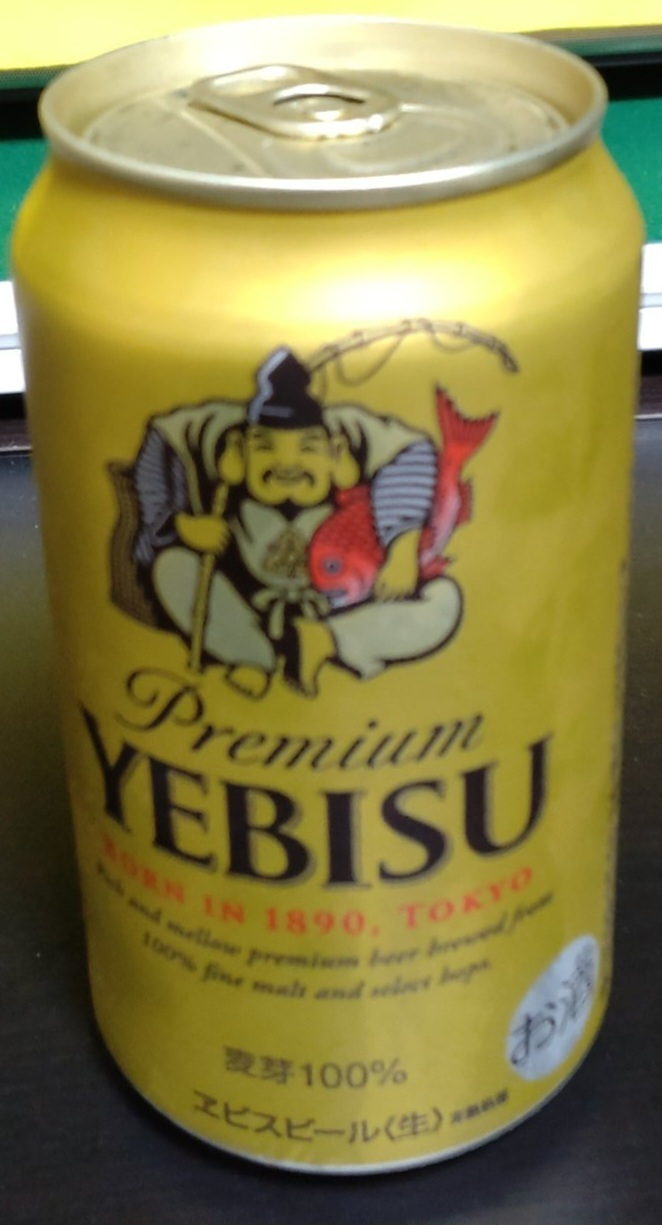 Premium
YEBISU
BORN IN 1890, TOKYO
Rich and mellow premium beer brewed from
100% fine malt and select hops.
お酒
麦芽100%
ヱビスビール〈生〉